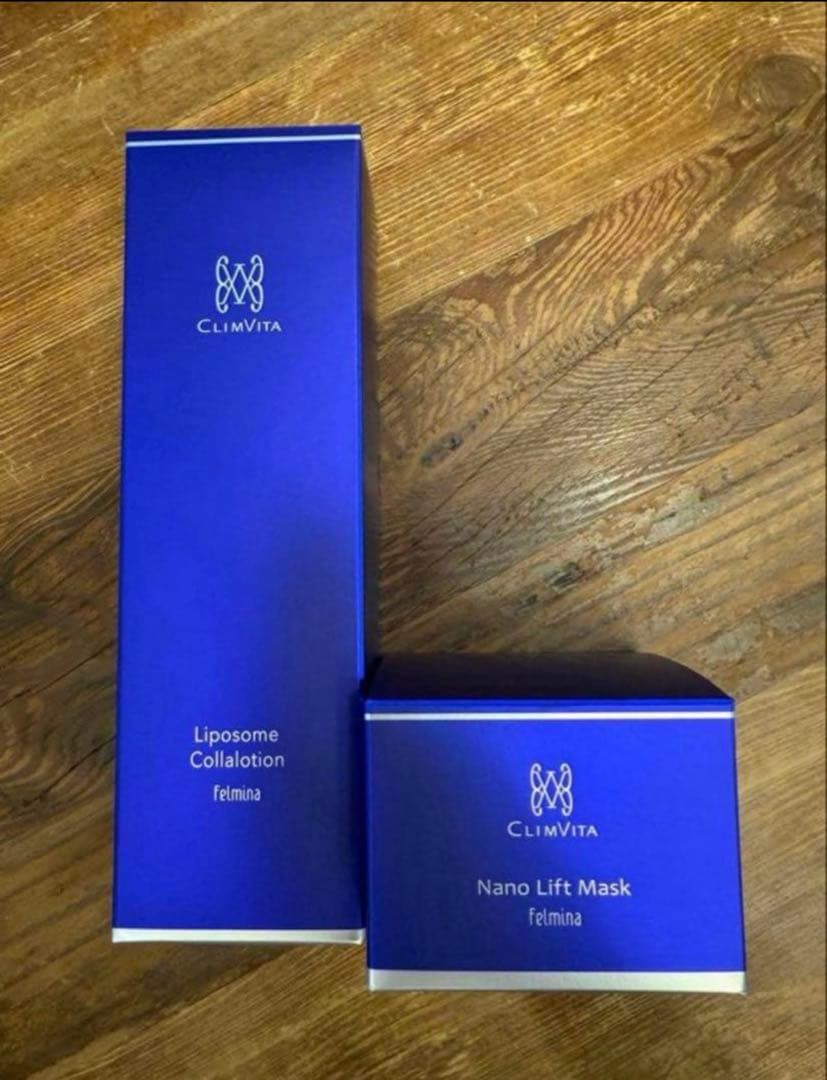 CLIMVITA
Liposome
Collalotion
felmina
CLIMVITA
Nano Lift Mask
felmina